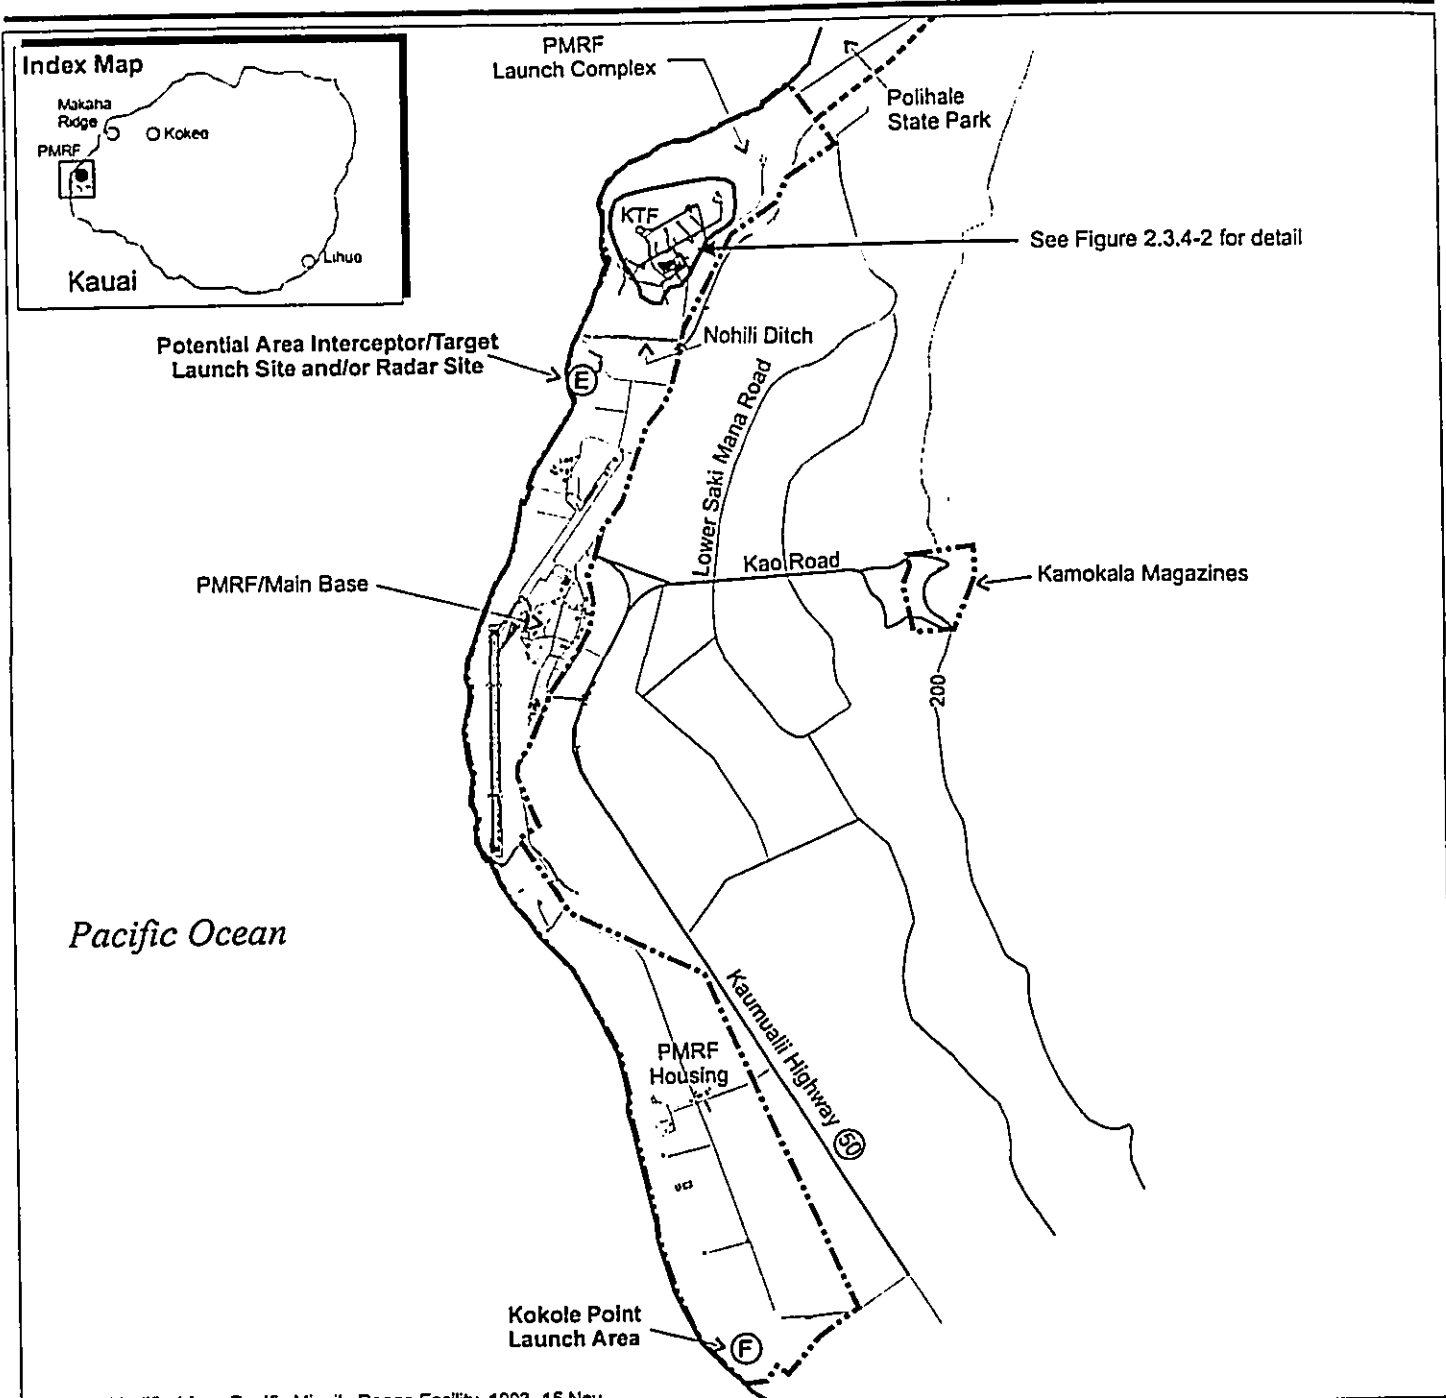 Index Map
Makaha
Ridge
Kokea
PMRF
Lihua
Kauai
PMRF
Launch Complex
Polihale
State Park
KTF
See Figure 2.3.4-2 for detail
Potential Area Interceptor/Target
Launch Site and/or Radar Site
E
Nohili Ditch
Lower Saki Mana Road
Kao Road
PMRF/Main Base
Kamokala Magazines
200
Pacific Ocean
Kaumualii Highway 50
PMRF
Housing
Kokole Point
Launch Area
F